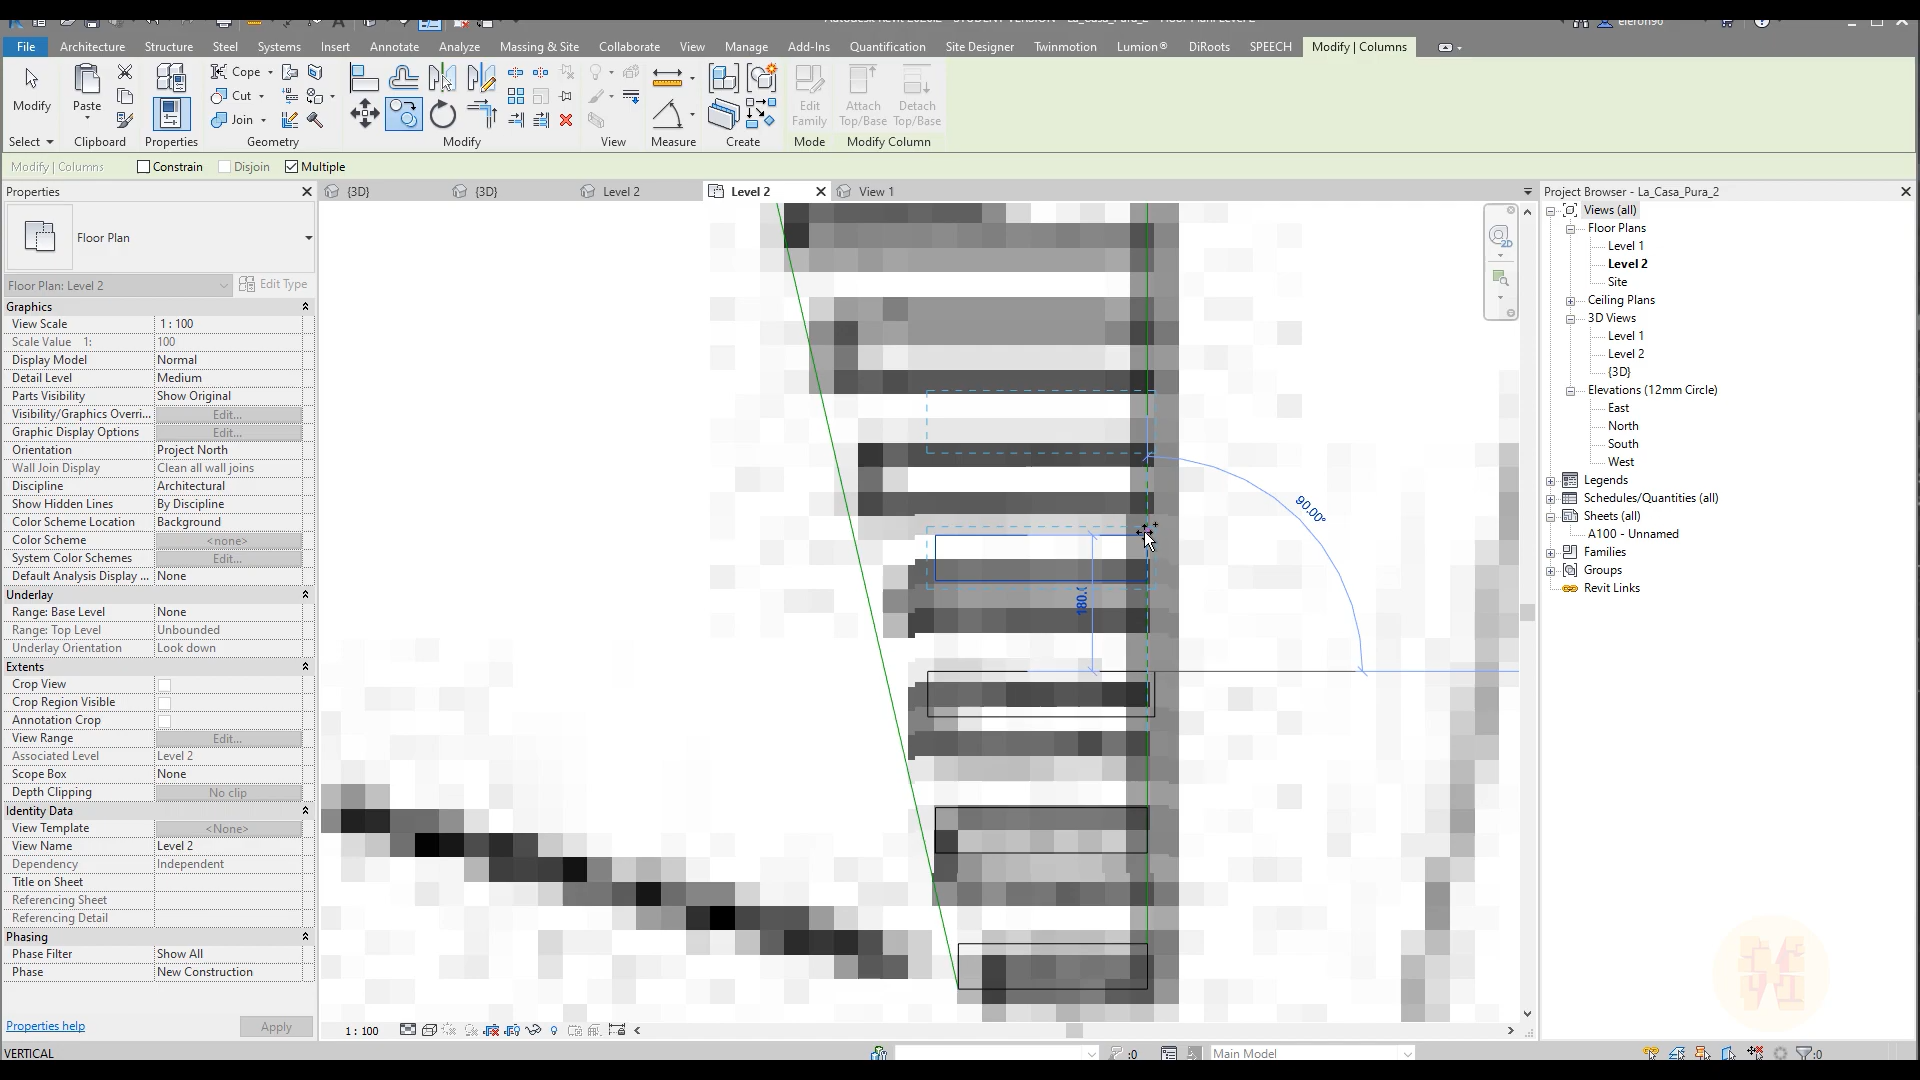 File Architecture Structure Steel Systems Insert Annotate Analyze Massing & Site Collaborate View Manage Add-Ins Quantification Site Designer Twinmotion Lumion® DiRoots SPEECH Modify | Columns
Modify
Paste
Cope
Cut
Join
Edit Family
Attach Top/Base
Detach Top/Base
Select Clipboard Properties Geometry Modify View Measure Create Mode Modify Column
Modify | Columns Constrain Disjoin Multiple
Properties
{3D} {3D} Level 2 Level 2 View 1
Floor Plan
Floor Plan: Level 2 Edit Type
Graphics
View Scale 1 : 100
Scale Value 1: 100
Display Model Normal
Detail Level Medium
Parts Visibility Show Original
Visibility/Graphics Overri... Edit...
Graphic Display Options Edit...
Orientation Project North
Wall Join Display Clean all wall joins
Discipline Architectural
Show Hidden Lines By Discipline
Color Scheme Location Background
Color Scheme <none>
System Color Schemes Edit...
Default Analysis Display ... None
Underlay
Range: Base Level None
Range: Top Level Unbounded
Underlay Orientation Look down
Extents
Crop View
Crop Region Visible
Annotation Crop
View Range Edit...
Associated Level Level 2
Scope Box None
Depth Clipping No clip
Identity Data
View Template <None>
View Name Level 2
Dependency Independent
Title on Sheet
Referencing Sheet
Referencing Detail
Phasing
Phase Filter Show All
Phase New Construction
Properties help Apply
90.00°
180.
2D
1 : 100
VERTICAL
:0
Main Model
:0
Project Browser - La_Casa_Pura_2
Views (all)
Floor Plans
Level 1
Level 2
Site
Ceiling Plans
3D Views
Level 1
Level 2
{3D}
Elevations (12mm Circle)
East
North
South
West
Legends
Schedules/Quantities (all)
Sheets (all)
A100 - Unnamed
Families
Groups
Revit Links